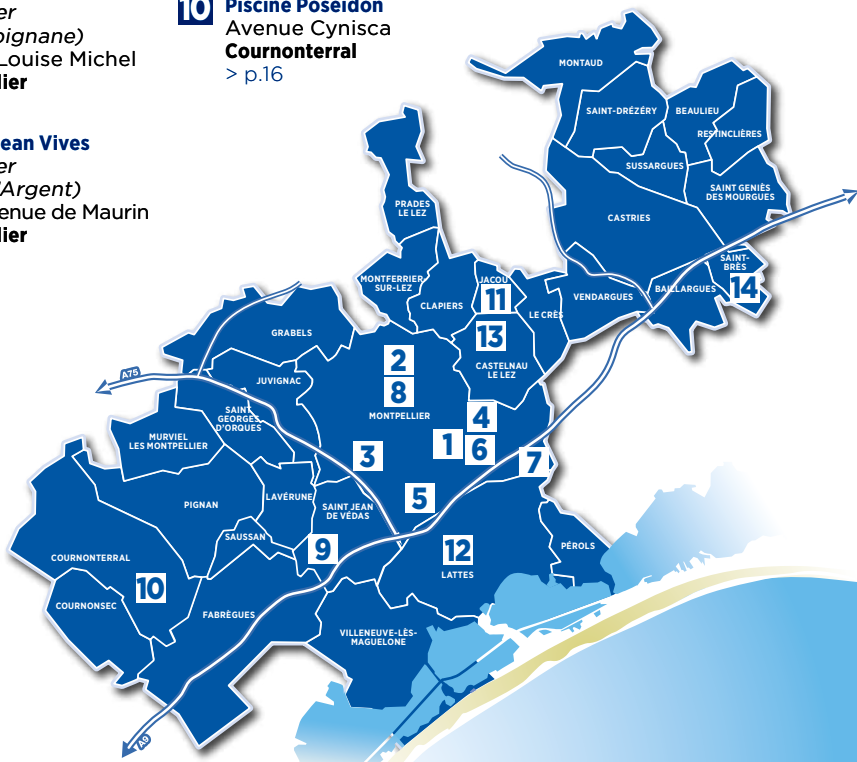 er
pignane)
Louise Michel
lier
ean Vives
er
'Argent)
enue de Maurin
lier
10 Piscine Poséidon
Avenue Cynisca
Cournonterral
> p.16
MONTAUD
SAINT-DRÉZÉRY
BEAULIEU
RESTINCLIÈRES
SUSSARGUES
SAINT GENIÈS
DES MOURGUES
CASTRIES
PRADES
LE LEZ
SAINT-
BRÈS
14
MONTFERRIER
SUR-LEZ
JACOU
11
CLAPIERS
VENDARGUES
BAILLARGUES
LE CRÈS
GRABELS
13
CASTELNAU
LE LEZ
2
8
MONTPELLIER
A75
JUVIGNAC
SAINT
GEORGES
D'ORQUES
4
1
6
7
3
MURVIEL
LES MONTPELLIER
5
LAVÉRUNE
PIGNAN
SAINT JEAN
DE VÉDAS
SAUSSAN
9
12
LATTES
PÉROLS
COURNONTERRAL
10
COURNONSEC
FABRÈGUES
VILLENEUVE-LÈS-
MAGUELONE
A9